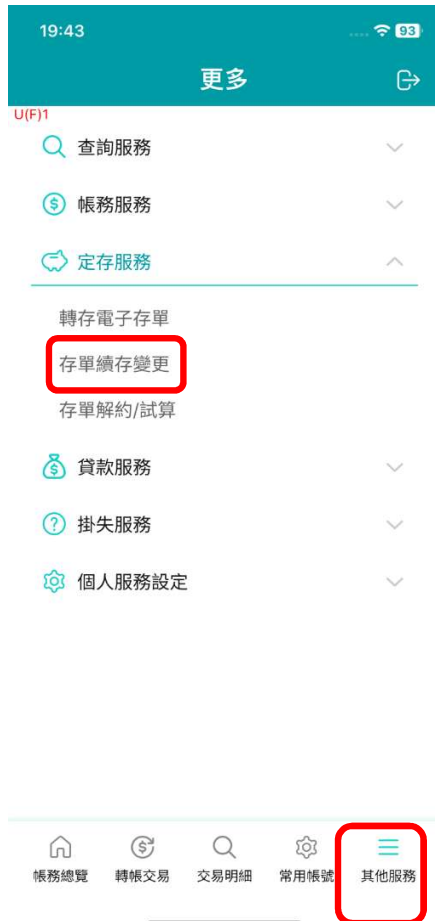 19:43
93
更多
U(F)1
查詢服務
帳務服務
定存服務
轉存電子存單
存單續存變更
存單解約/試算
貸款服務
掛失服務
個人服務設定
帳務總覽 轉帳交易 交易明細 常用帳號 其他服務